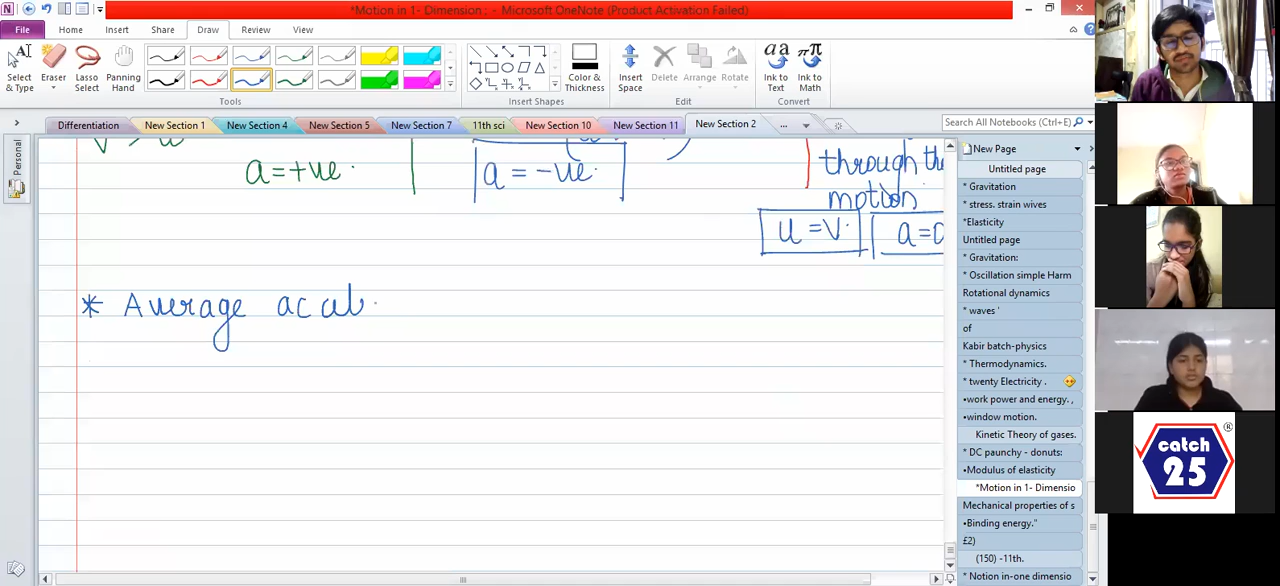 *Motion in 1- Dimension ; - Microsoft OneNote (Product Activation Failed)
File Home Insert Share Draw Review View
Select & Type
Eraser
Lasso Select
Panning Hand
Color & Thickness
Insert Space
Delete
Arrange
Rotate
Ink to Text
Ink to Math
Tools
Insert Shapes
Edit
Convert
Differentiation New Section 1 New Section 4 New Section 5 New Section 7 11th sci New Section 10 New Section 11 New Section 2 ...
Search All Notebooks (Ctrl+E)
Personal
a = +ve.
a = -ve.
through the
motion
u = v.
a = 0
* Average acal
New Page
Untitled page
* Gravitation
* stress. strain wives
*Elasticity
Untitled page
* Gravitation:
* Oscillation simple Harm
Rotational dynamics
* waves '
of
Kabir batch-physics
* Thermodynamics.
* twenty Electricity .
•work power and energy. ,
•window motion.
Kinetic Theory of gases.
* DC paunchy - donuts:
•Modulus of elasticity
*Motion in 1- Dimensio
Mechanical properties of s
•Binding energy."
£2)
(150) -11th.
* Notion in-one dimensio
catch
25
®